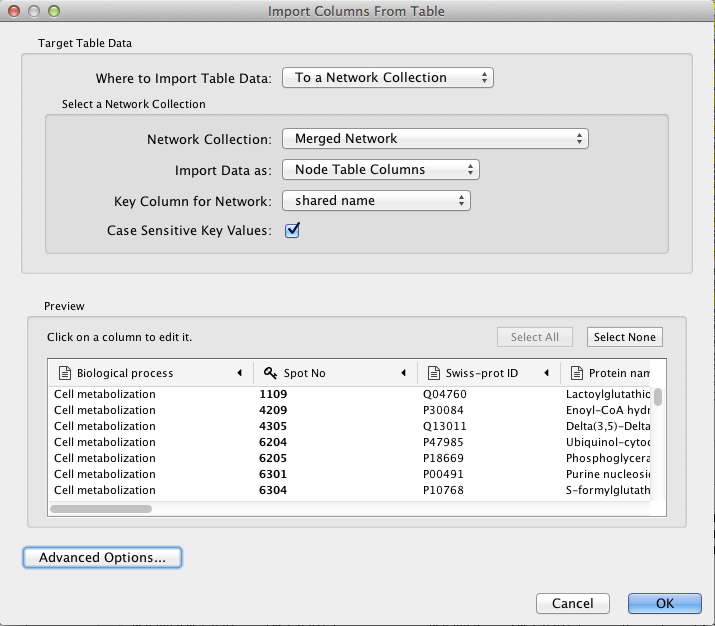 Import Columns From Table
Target Table Data
Where to Import Table Data: To a Network Collection
Select a Network Collection
Network Collection: Merged Network
Import Data as: Node Table Columns
Key Column for Network: shared name
Case Sensitive Key Values:
Preview
Click on a column to edit it. Select All Select None
Biological process Spot No Swiss-prot ID Protein nam
Cell metabolization 1109 Q04760 Lactoylglutathio
Cell metabolization 4209 P30084 Enoyl-CoA hydr
Cell metabolization 4305 Q13011 Delta(3,5)-Delta
Cell metabolization 6204 P47985 Ubiquinol-cytoc
Cell metabolization 6205 P18669 Phosphoglycera
Cell metabolization 6301 P00491 Purine nucleosi
Cell metabolization 6304 P10768 S-formylglutath
Advanced Options...
Cancel OK